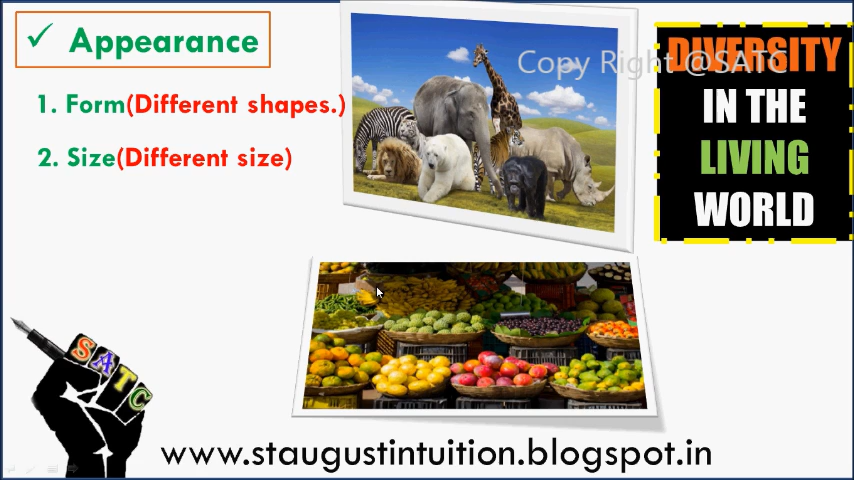 ✓ Appearance
1. Form(Different shapes.)
2. Size(Different size)
Copy Right @SATC
DIVERSITY
IN THE
LIVING
WORLD
SATC
www.staugustintuition.blogspot.in